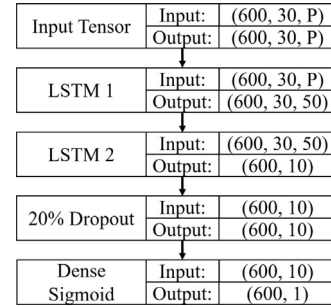 Input Tensor Input: (600, 30, P)
Output: (600, 30, P)
LSTM 1 Input: (600, 30, P)
Output: (600, 30, 50)
LSTM 2 Input: (600, 30, 50)
Output: (600, 10)
20% Dropout Input: (600, 10)
Output: (600, 10)
Dense Input: (600, 10)
Sigmoid Output: (600, 1)